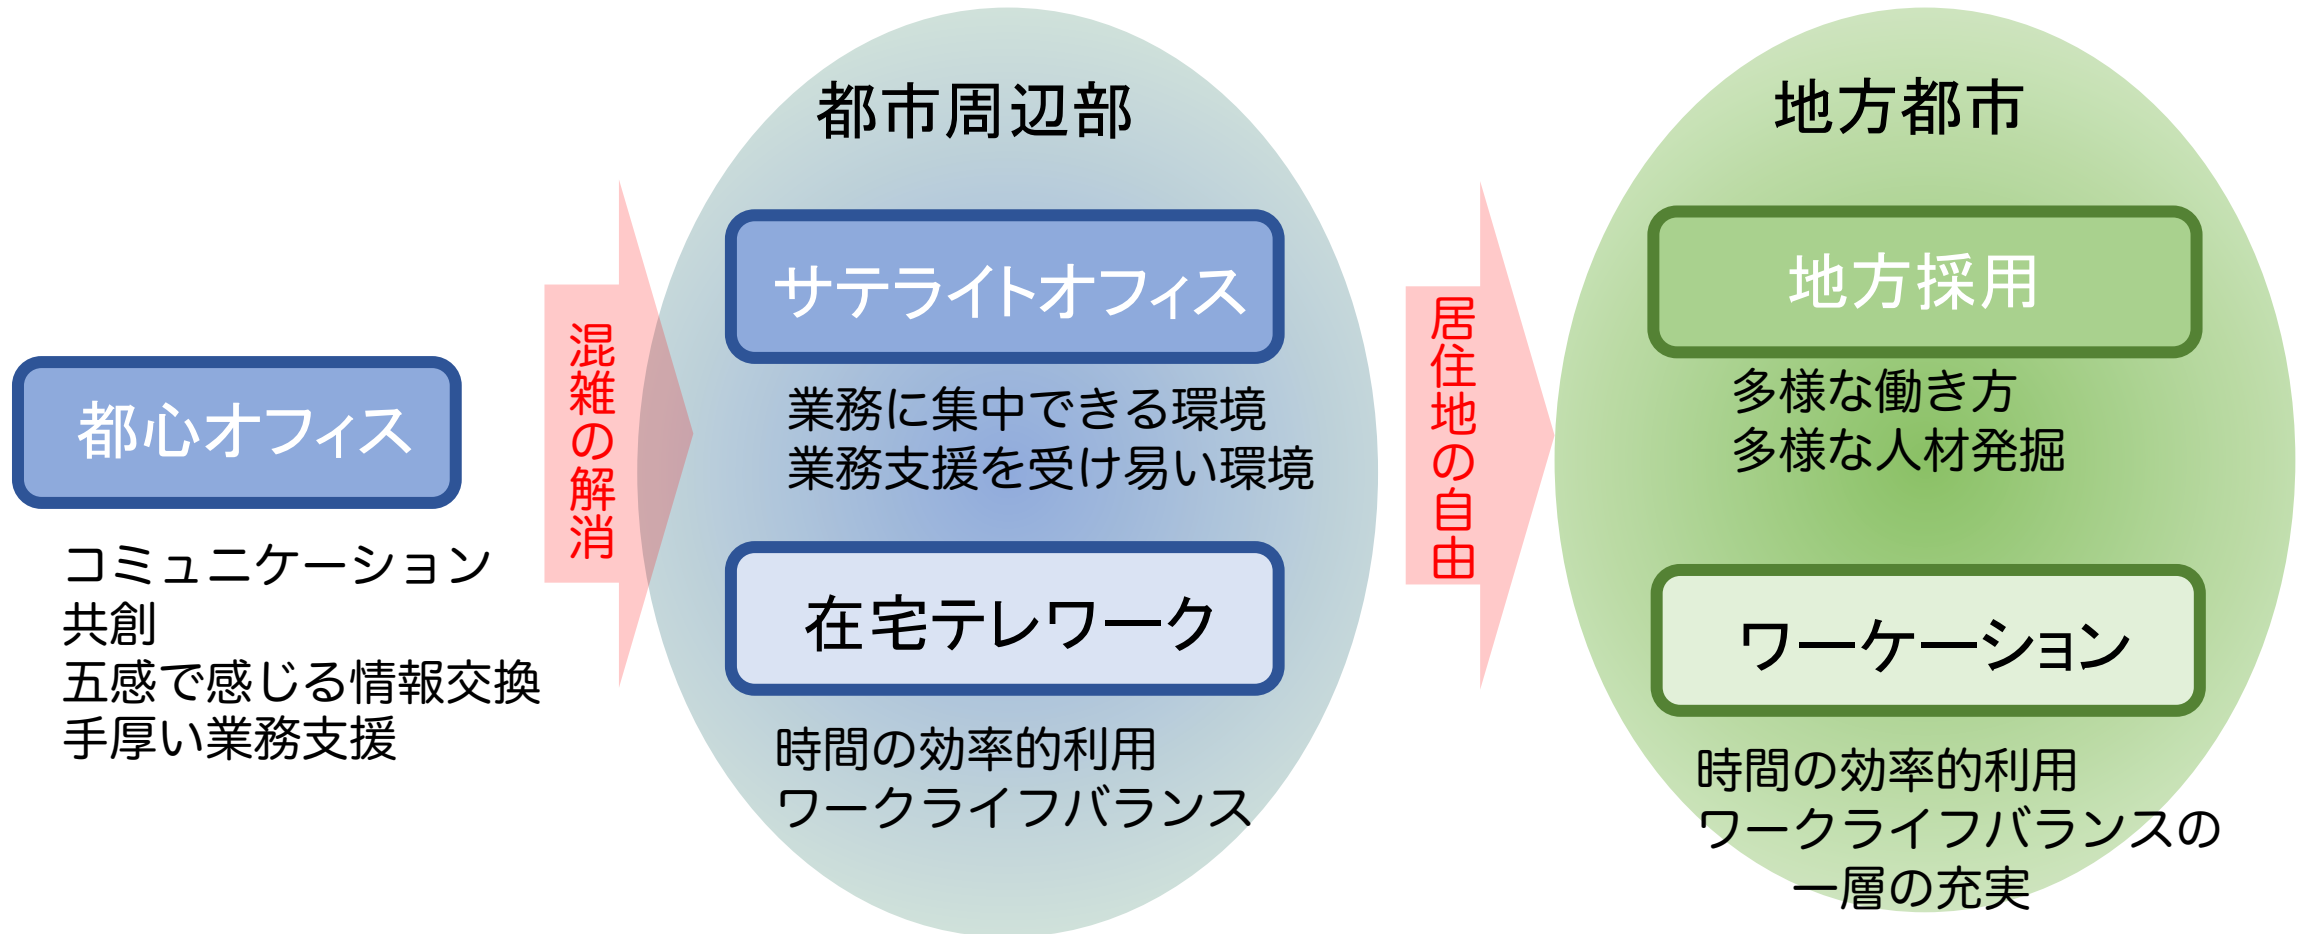 都心オフィス
コミュニケーション
共創
五感で感じる情報交換
手厚い業務支援
混雑の解消
都市周辺部
サテライトオフィス
業務に集中できる環境
業務支援を受け易い環境
在宅テレワーク
時間の効率的利用
ワークライフバランス
居住地の自由
地方都市
地方採用
多様な働き方
多様な人材発掘
ワーケーション
時間の効率的利用
ワークライフバランスの
一層の充実